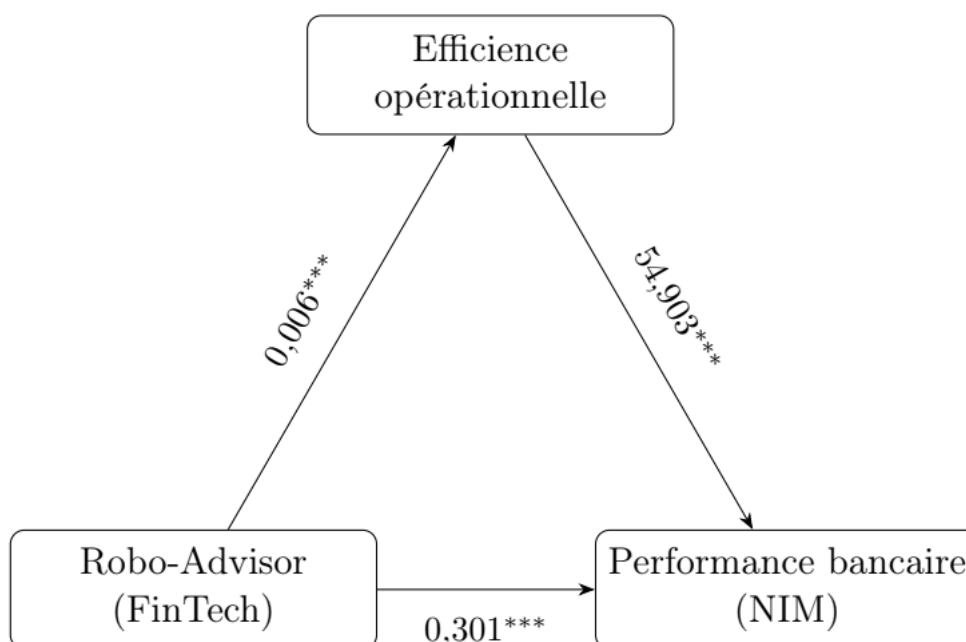 Efficience
opérationnelle
0,006***
54,903***
Robo-Advisor
(FinTech)
Performance bancaire
(NIM)
0,301***